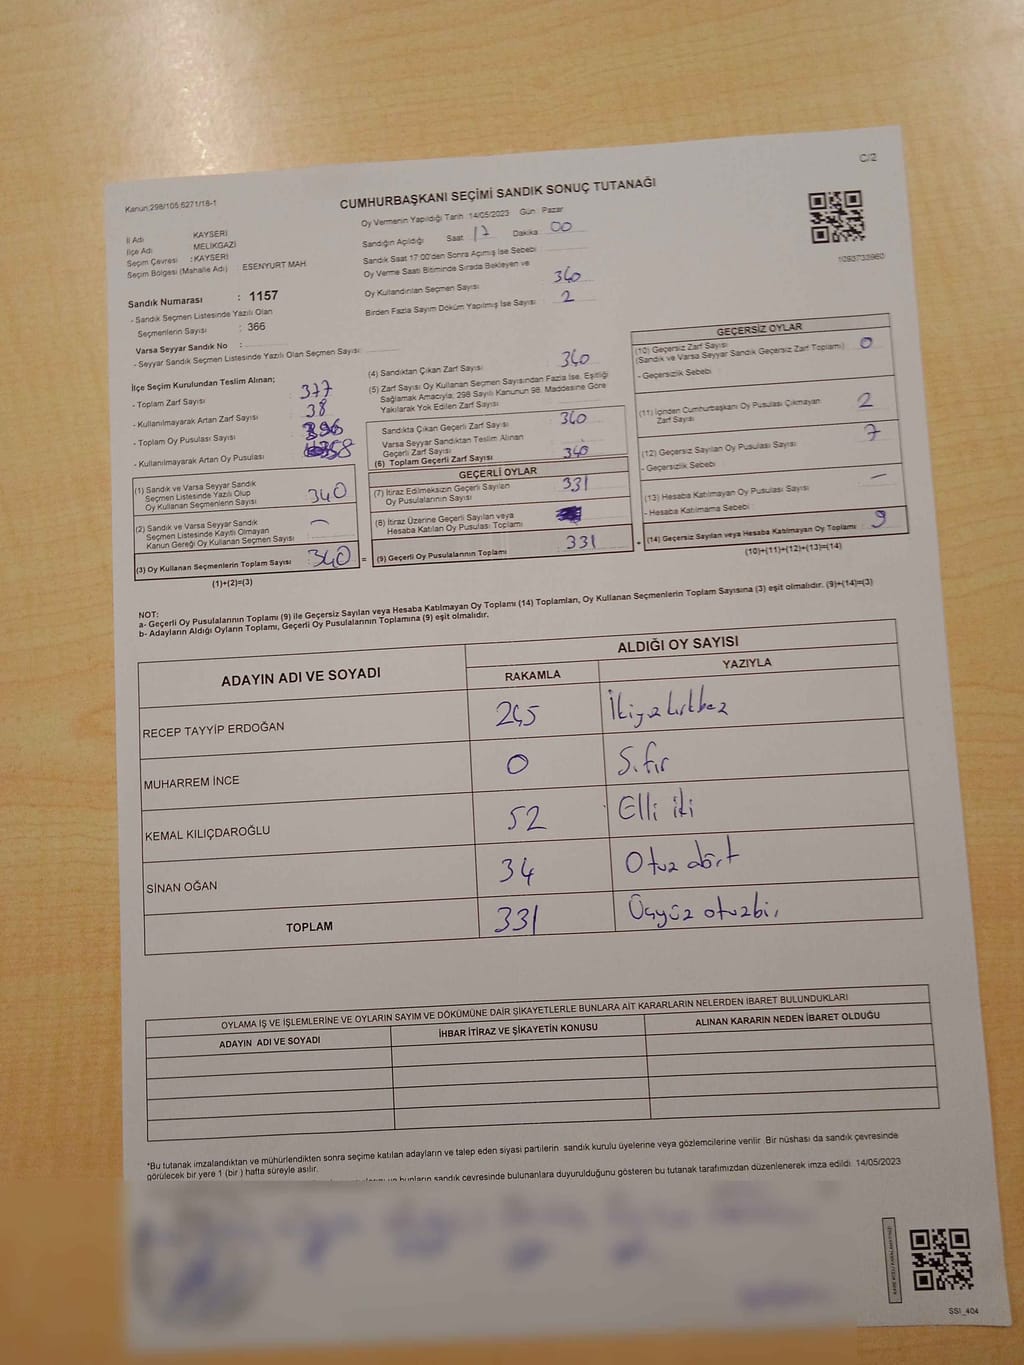 C/2
Kanun:298/105.6271/18-1
CUMHURBAŞKANI SEÇİMİ SANDIK SONUÇ TUTANAĞI
Oy Vermenin Yapıldığı Tarih 14/05/2023 Gün: Pazar
İl Adı : KAYSERİ
İlçe Adı : MELİKGAZİ
Seçim Çevresi : KAYSERİ
Seçim Bölgesi (Mahalle Adı) ESENYURT MAH.
Sandığın Açıldığı Saat 17 Dakika 00
Sandık Saat 17:00'den Sonra Açımış İse Sebebi
Oy Verme Saati Bitiminde Sırada Bekleyen ve
Oy Kullandırılan Seçmen Sayısı 340
Birden Fazla Sayım Döküm Yapılmış İse Sayısı 2
1093733960
Sandık Numarası : 1157
- Sandık Seçmen Listesinde Yazılı Olan
Seçmenlerin Sayısı : 366
Varsa Seyyar Sandık No :
- Seyyar Sandık Seçmen Listesinde Yazılı Olan Seçmen Sayısı:
İlçe Seçim Kurulundan Teslim Alınan;
- Toplam Zarf Sayısı 377
- Kullanılmayarak Artan Zarf Sayısı 38
- Toplam Oy Pusulası Sayısı
- Kullanılmayarak Artan Oy Pusulası
(1) Sandık ve Varsa Seyyar Sandık
Seçmen Listesinde Yazılı Olup
Oy Kullanan Seçmenlerin Sayısı 340
(2) Sandık ve Varsa Seyyar Sandık
Seçmen Listesinde Kayıtlı Olmayan
Kanun Gereği Oy Kullanan Seçmen Sayısı —
(3) Oy Kullanan Seçmenlerin Toplam Sayısı 340 =
(1)+(2)=(3)
(4) Sandıktan Çıkan Zarf Sayısı 340
(5) Zarf Sayısı Oy Kullanan Seçmen Sayısından Fazla İse, Eşitliği
Sağlamak Amacıyla; 298 Sayılı Kanunun 98. Maddesine Göre
Yakılarak Yok Edilen Zarf Sayısı
Sandıkta Çıkan Geçerli Zarf Sayısı 340
Varsa Seyyar Sandıktan Teslim Alınan
Geçerli Zarf Sayısı
(6) Toplam Geçerli Zarf Sayısı 340
GEÇERLİ OYLAR
(7) İtiraz Edilmeksizin Geçerli Sayılan
Oy Pusulalarının Sayısı 331
(8) İtiraz Üzerine Geçerli Sayılan veya
Hesaba Katılan Oy Pusulası Toplamı
(9) Geçerli Oy Pusulalarının Toplamı 331 +
GEÇERSİZ OYLAR
(10) Geçersiz Zarf Sayısı 0
(Sandık ve Varsa Seyyar Sandık Geçersiz Zarf Toplamı)
- Geçersizlik Sebebi
(11) İçinden Cumhurbaşkanı Oy Pusulası Çıkmayan
Zarf Sayısı 2
(12) Geçersiz Sayılan Oy Pusulası Sayısı 7
- Geçersizlik Sebebi
(13) Hesaba Katılmayan Oy Pusulası Sayısı —
- Hesaba Katılmama Sebebi
(14) Geçersiz Sayılan veya Hesaba Katılmayan Oy Toplamı 9
(10)+(11)+(12)+(13)=(14)
NOT:
a- Geçerli Oy Pusulalarının Toplamı (9) ile Geçersiz Sayılan veya Hesaba Katılmayan Oy Toplamı (14) Toplamları, Oy Kullanan Seçmenlerin Toplam Sayısına (3) eşit olmalıdır. (9)+(14)=(3)
b- Adayların Aldığı Oyların Toplamı, Geçerli Oy Pusulalarının Toplamına (9) eşit olmalıdır.
ADAYIN ADI VE SOYADI
ALDIĞI OY SAYISI
RAKAMLA YAZIYLA
RECEP TAYYİP ERDOĞAN 245 İkiyüzkırkbeş
MUHARREM İNCE 0 Sıfır
KEMAL KILIÇDAROĞLU 52 Elli iki
SİNAN OĞAN 34 Otuz dört
TOPLAM 331 Üçyüz otuzbir
OYLAMA İŞ VE İŞLEMLERİNE VE OYLARIN SAYIM VE DÖKÜMÜNE DAİR ŞİKAYETLERLE BUNLARA AİT KARARLARIN NELERDEN İBARET BULUNDUKLARI
ADAYIN ADI VE SOYADI İHBAR İTİRAZ VE ŞİKAYETİN KONUSU ALINAN KARARIN NEDEN İBARET OLDUĞU
*Bu tutanak imzalandıktan ve mühürlendikten sonra seçime katılan adayların ve talep eden siyasi partilerin sandık kurulu üyelerine veya gözlemcilerine verilir. Bir nüshası da sandık çevresinde
görülecek bir yere 1 (bir) hafta süreyle asılır.
bunların sandık çevresinde bulunanlara duyurulduğunu gösteren bu tutanak tarafımızdan düzenlenerek imza edildi. 14/05/2023
SSI_404